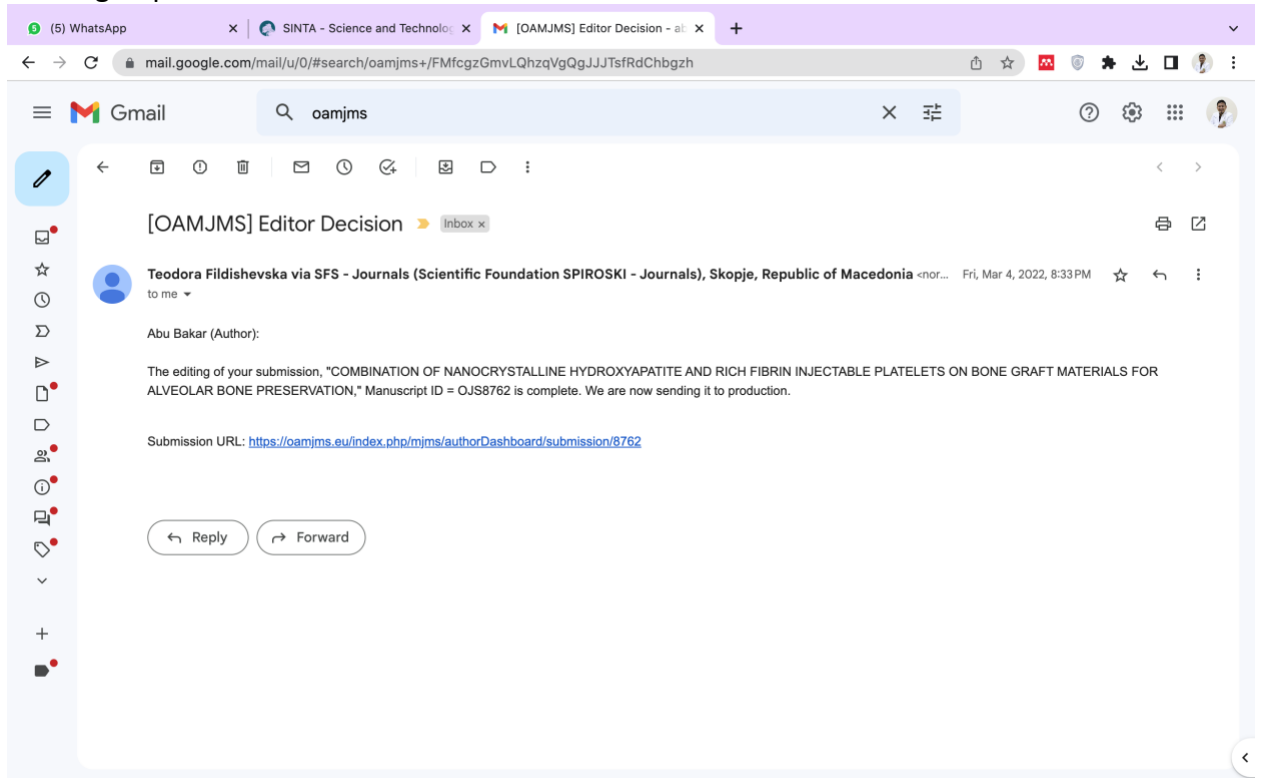 (5) WhatsApp
SINTA - Science and Technolog
[OAMJMS] Editor Decision - ab
mail.google.com/mail/u/0/#search/oamjms+/FMfcgzGmvLQhzqVgQgJJJTsfRdChbgzh
Gmail
oamjms
[OAMJMS] Editor Decision
Inbox x
Teodora Fildishevska via SFS - Journals (Scientific Foundation SPIROSKI - Journals), Skopje, Republic of Macedonia <nor... Fri, Mar 4, 2022, 8:33 PM
to me
Abu Bakar (Author):
The editing of your submission, "COMBINATION OF NANOCRYSTALLINE HYDROXYAPATITE AND RICH FIBRIN INJECTABLE PLATELETS ON BONE GRAFT MATERIALS FOR
ALVEOLAR BONE PRESERVATION," Manuscript ID = OJS8762 is complete. We are now sending it to production.
Submission URL: https://oamjms.eu/index.php/mjms/authorDashboard/submission/8762
Reply
Forward